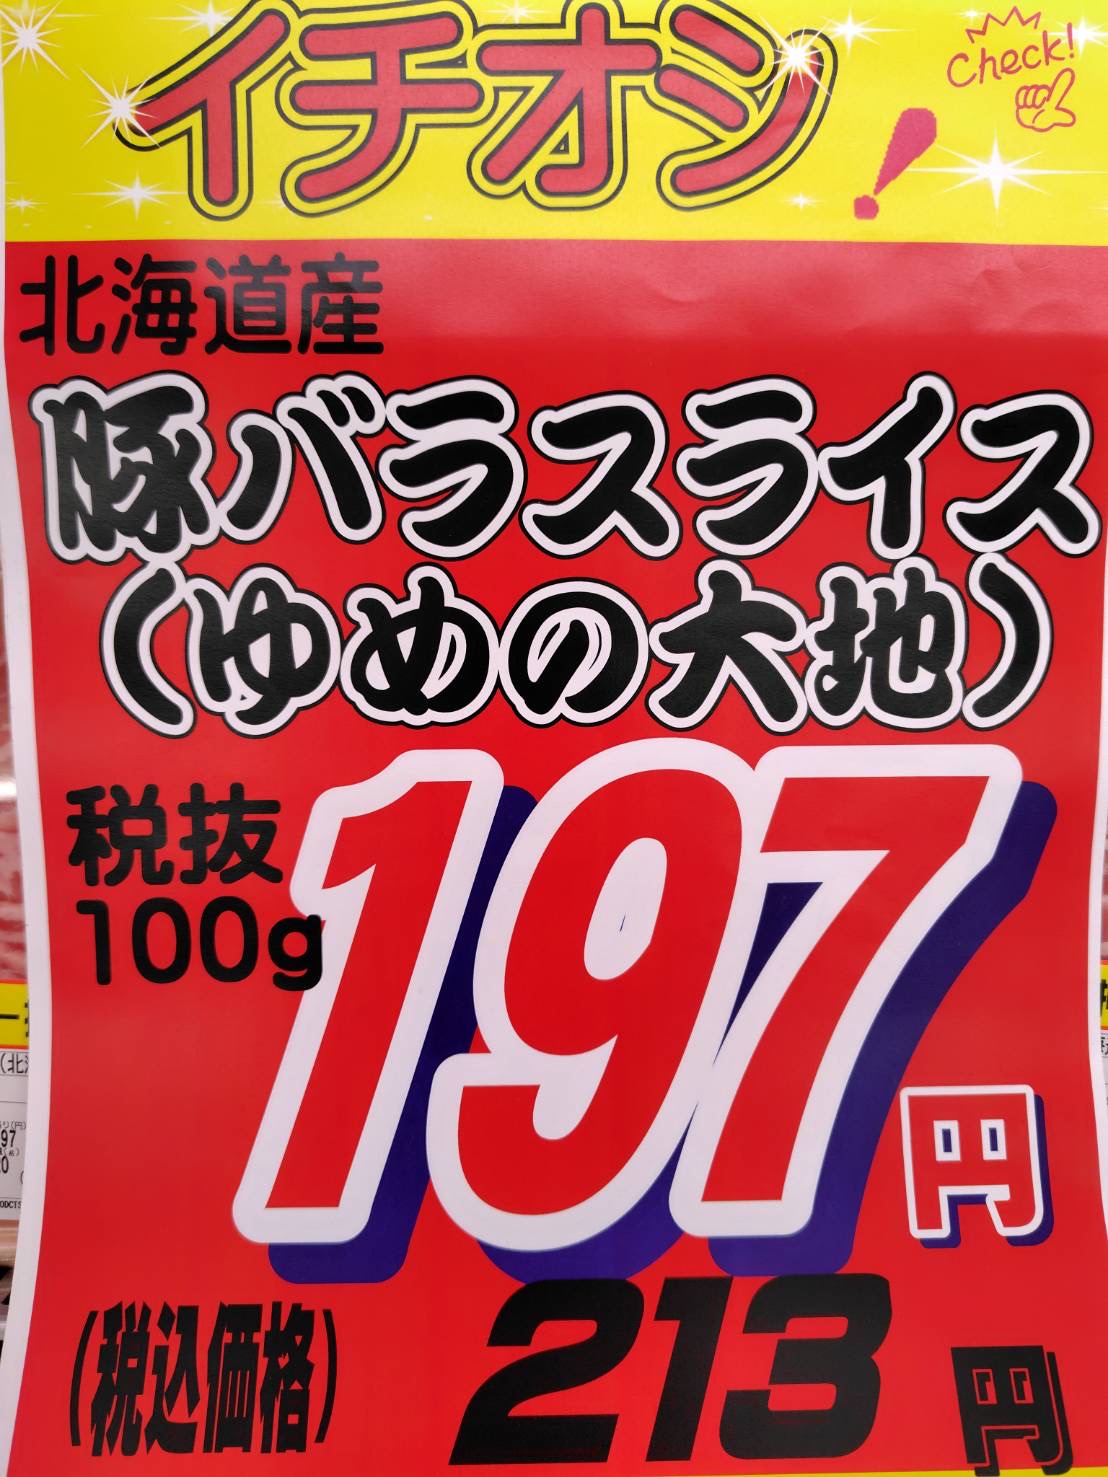 イチオシ!
Check!
北海道産
豚バラスライス
(ゆめの大地)
税抜
100g
197円
(税込価格) 213円
97